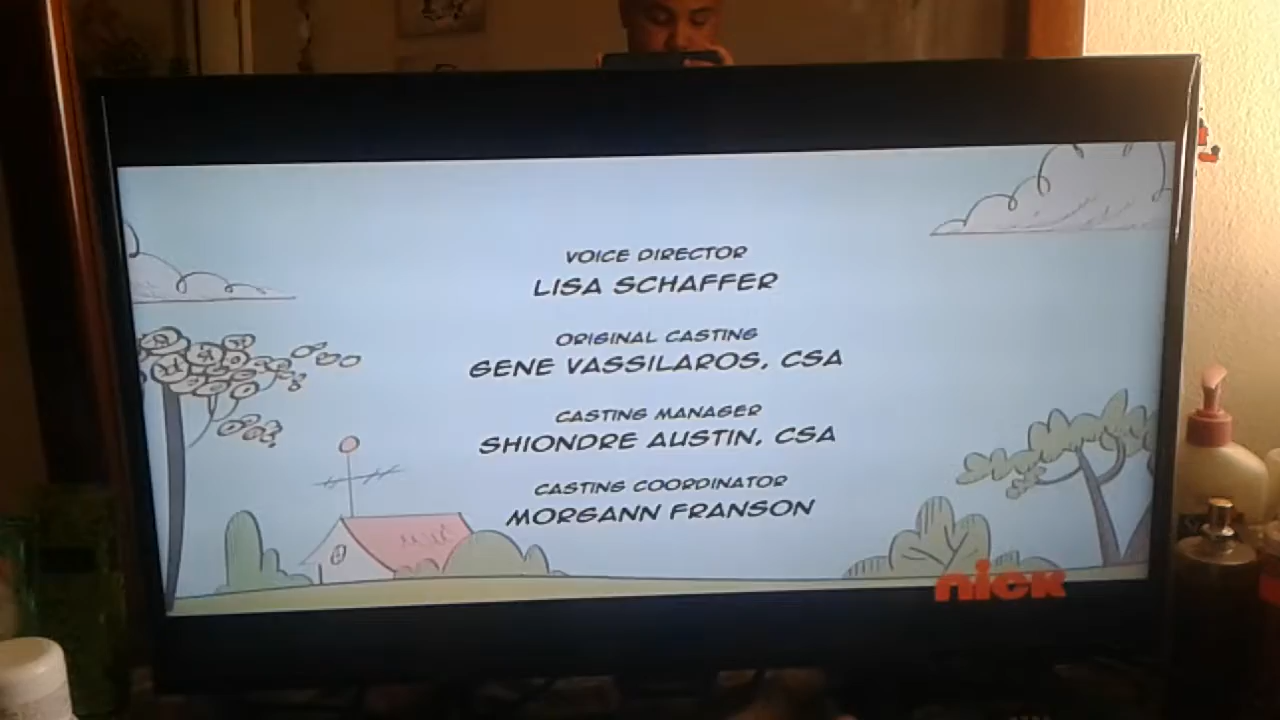 VOICE DIRECTOR
LISA SCHAFFER
ORIGINAL CASTING
GENE VASSILAROS, CSA
CASTING MANAGER
SHIONDRE AUSTIN, CSA
CASTING COORDINATOR
MORGANN FRANSON
nick